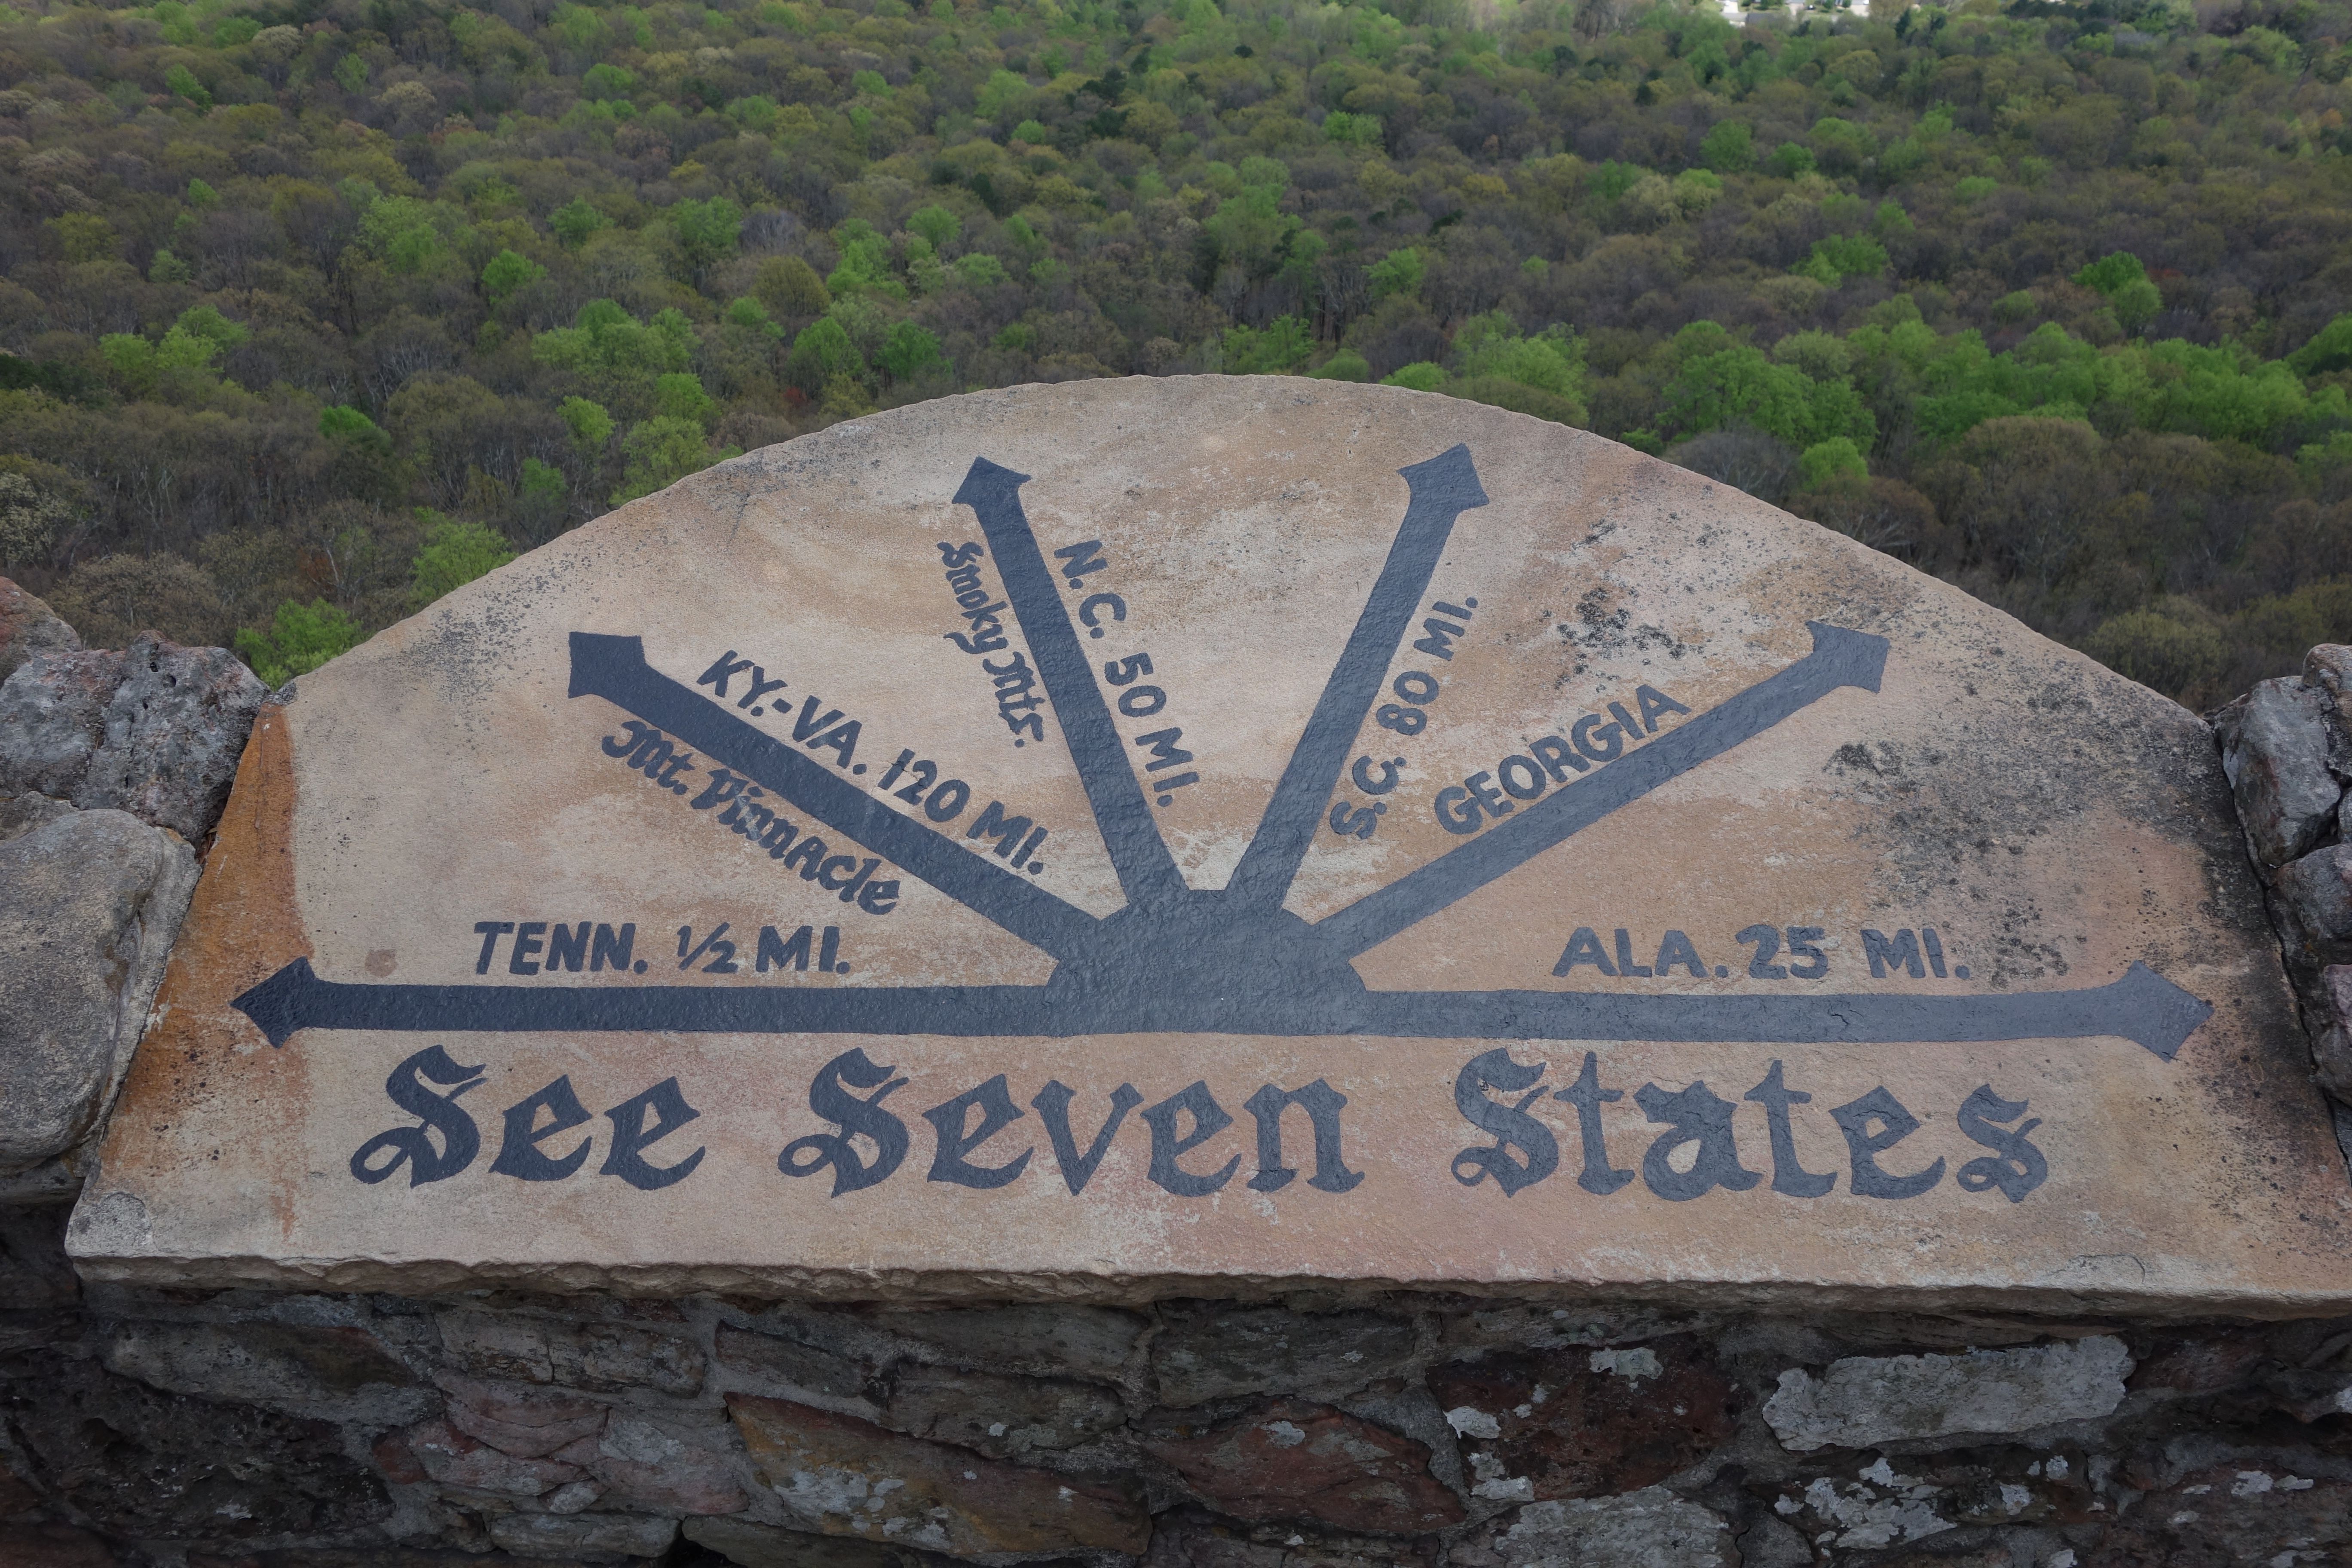 N.C. 50 MI.
Smoky Mts.
S.C. 80 MI.
KY.-VA. 120 MI.
Mt. Pinnacle
GEORGIA
TENN. 1/2 MI.
ALA. 25 MI.
See Seven States